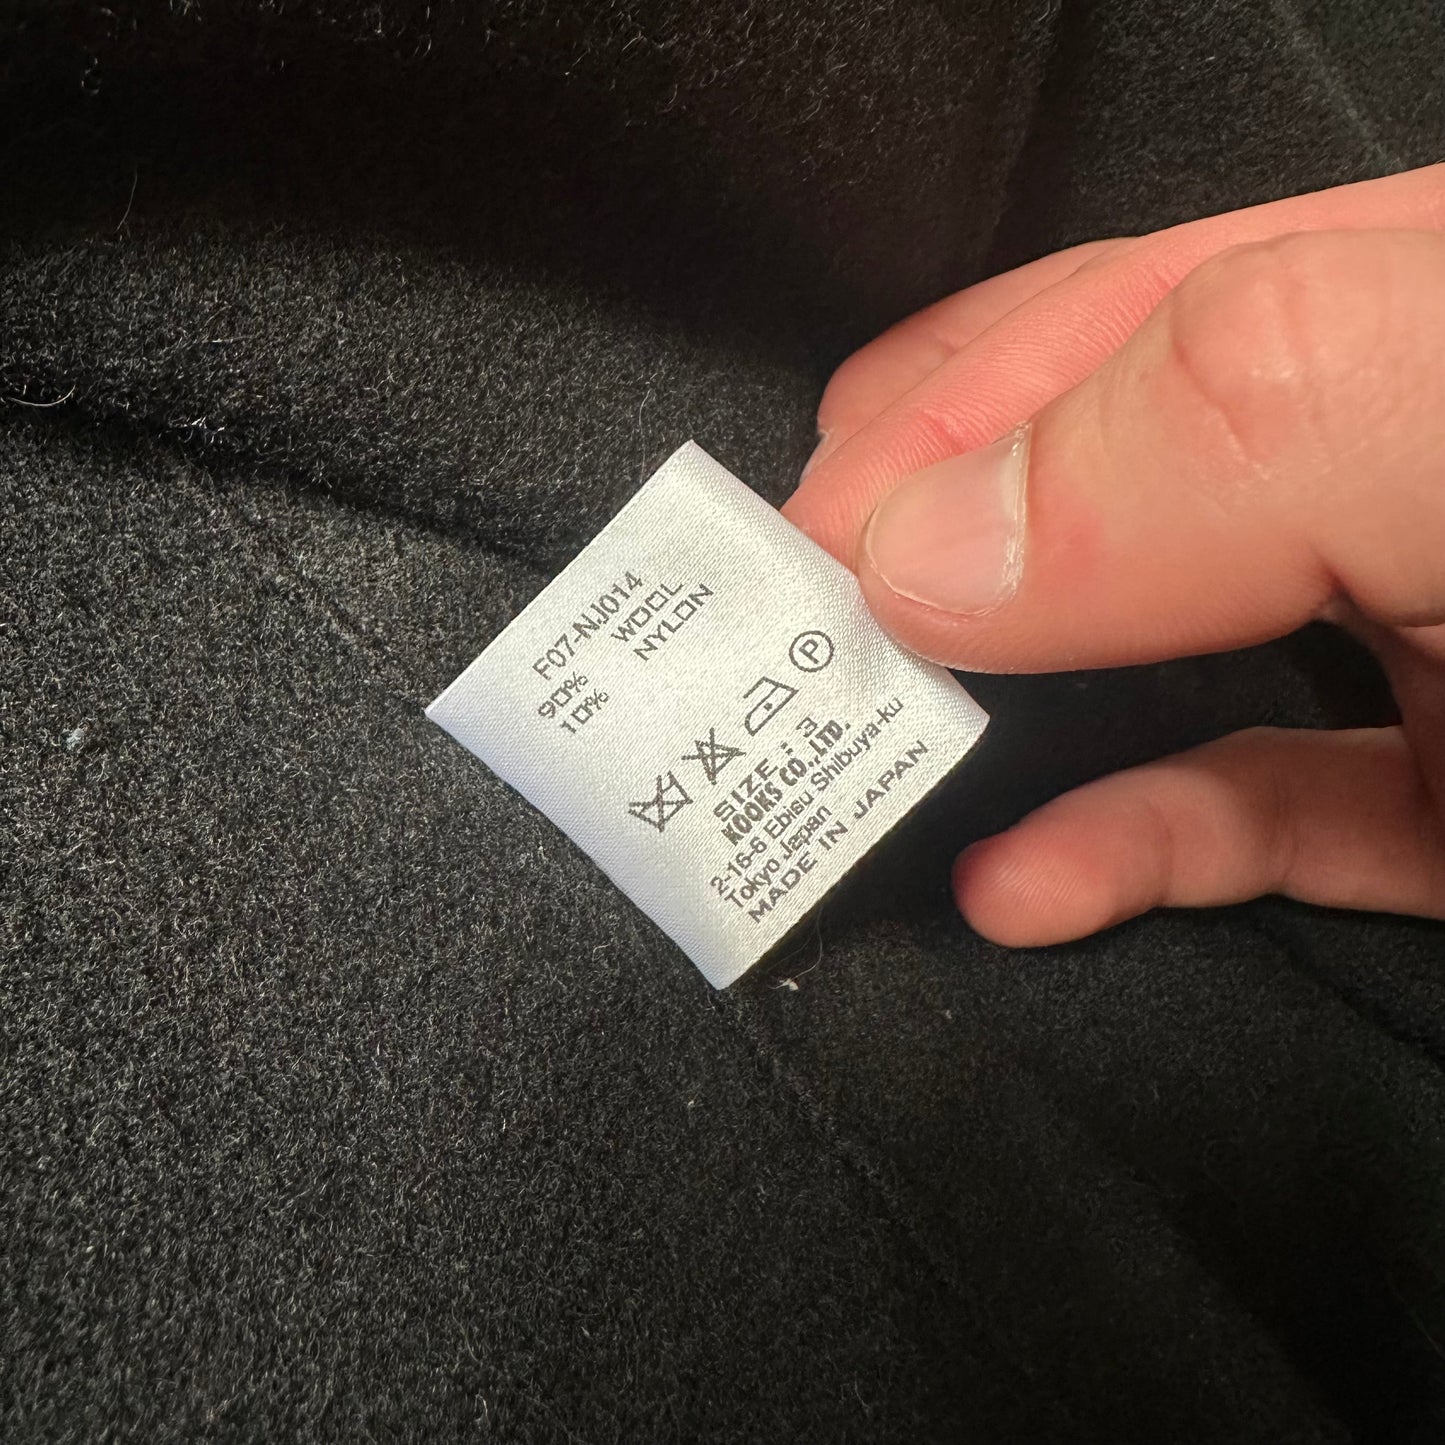 F07-NJ014
90% WOOL
10% NYLON
P
SIZE : 3
KOOKS CO.,LTD.
2-16-6 Ebisu Shibuya-Ku
Tokyo Japan
MADE IN JAPAN